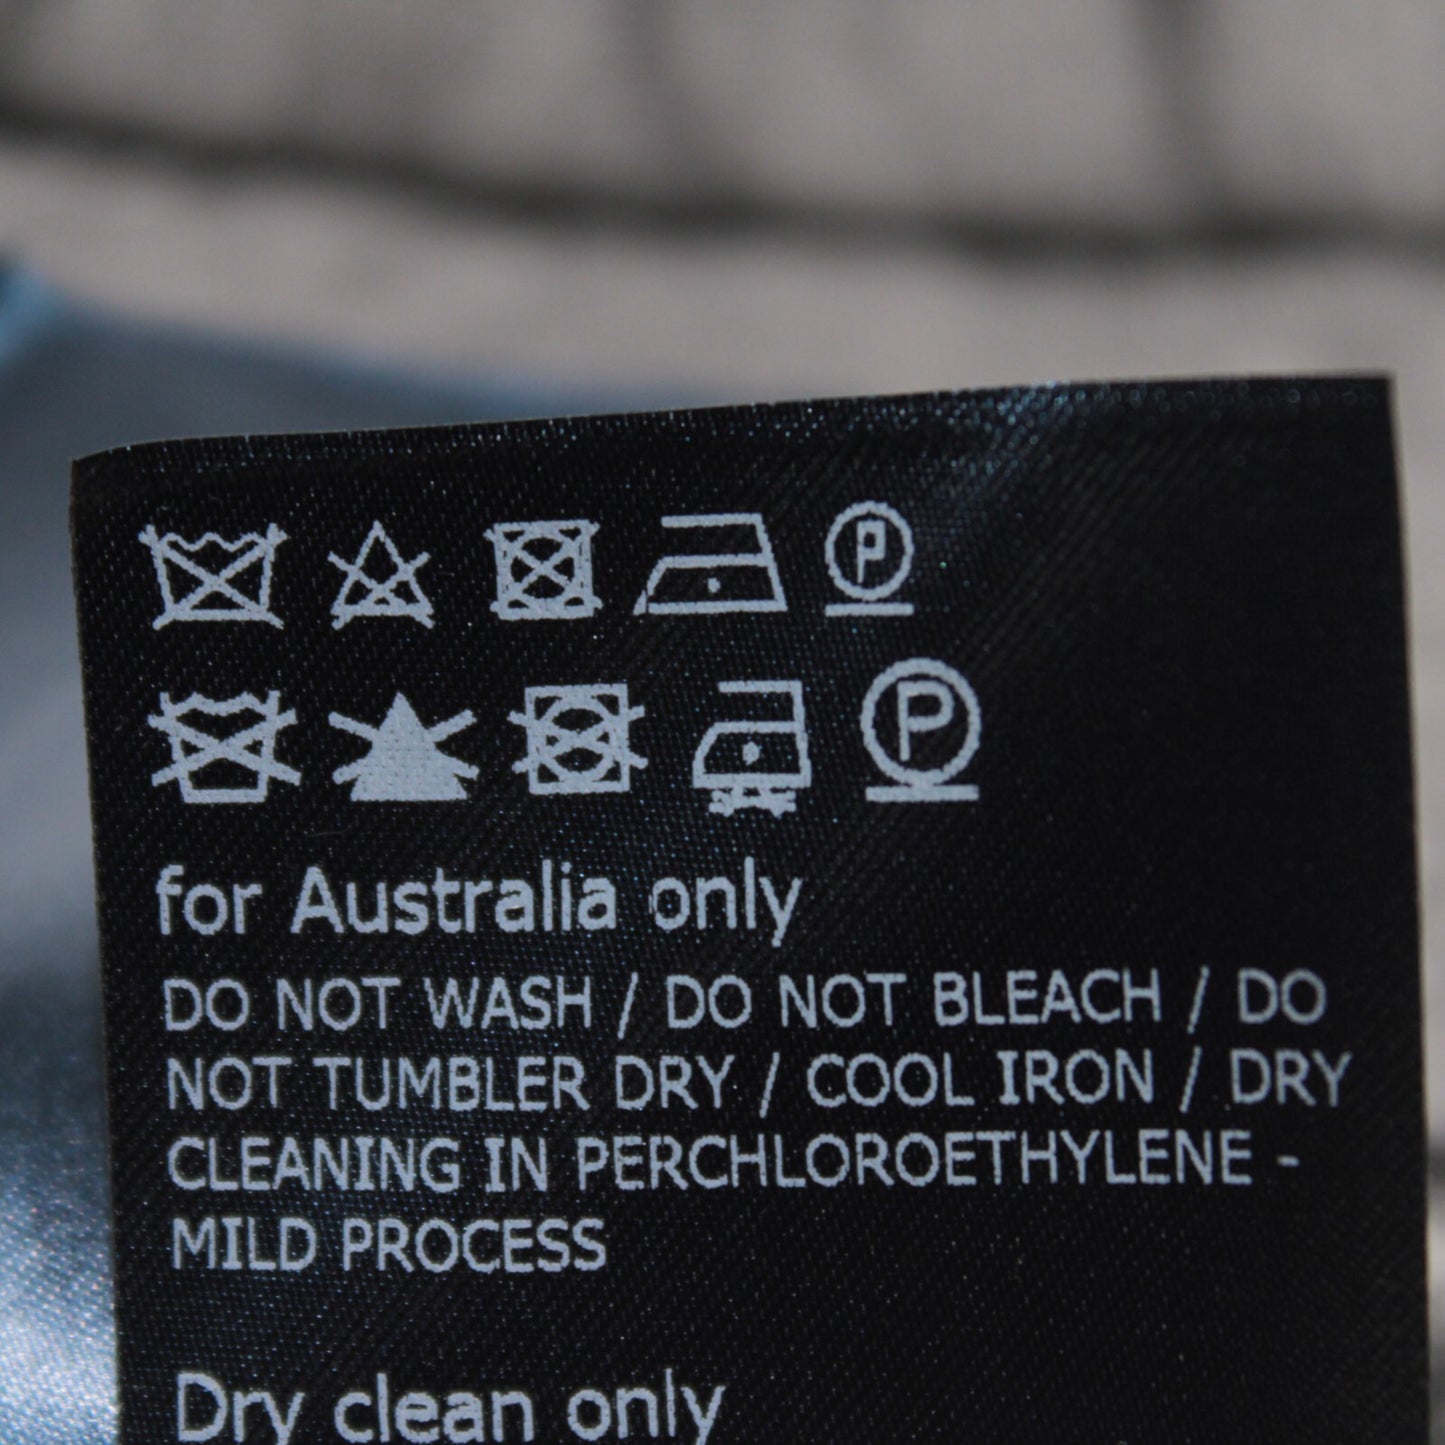 P
P
for Australia only
DO NOT WASH / DO NOT BLEACH / DO
NOT TUMBLER DRY / COOL IRON / DRY
CLEANING IN PERCHLOROETHYLENE -
MILD PROCESS
Dry clean only